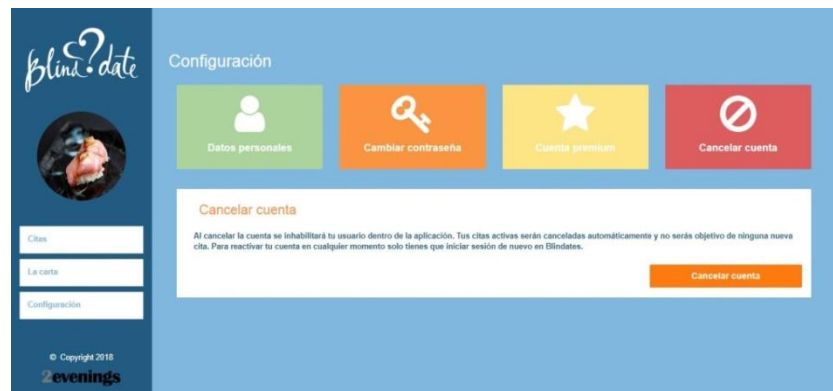 Blind?date
Configuración
Datos personales
Cambiar contraseña
Cuenta premium
Cancelar cuenta
Cancelar cuenta
Al cancelar la cuenta se inhabilitará tu usuario dentro de la aplicación. Tus citas activas serán canceladas automáticamente y no serás objetivo de ninguna nueva
cita. Para reactivar tu cuenta en cualquier momento solo tienes que iniciar sesión de nuevo en Blindates.
Cancelar cuenta
Citas
La carta
Configuración
© Copyright 2018
2evenings